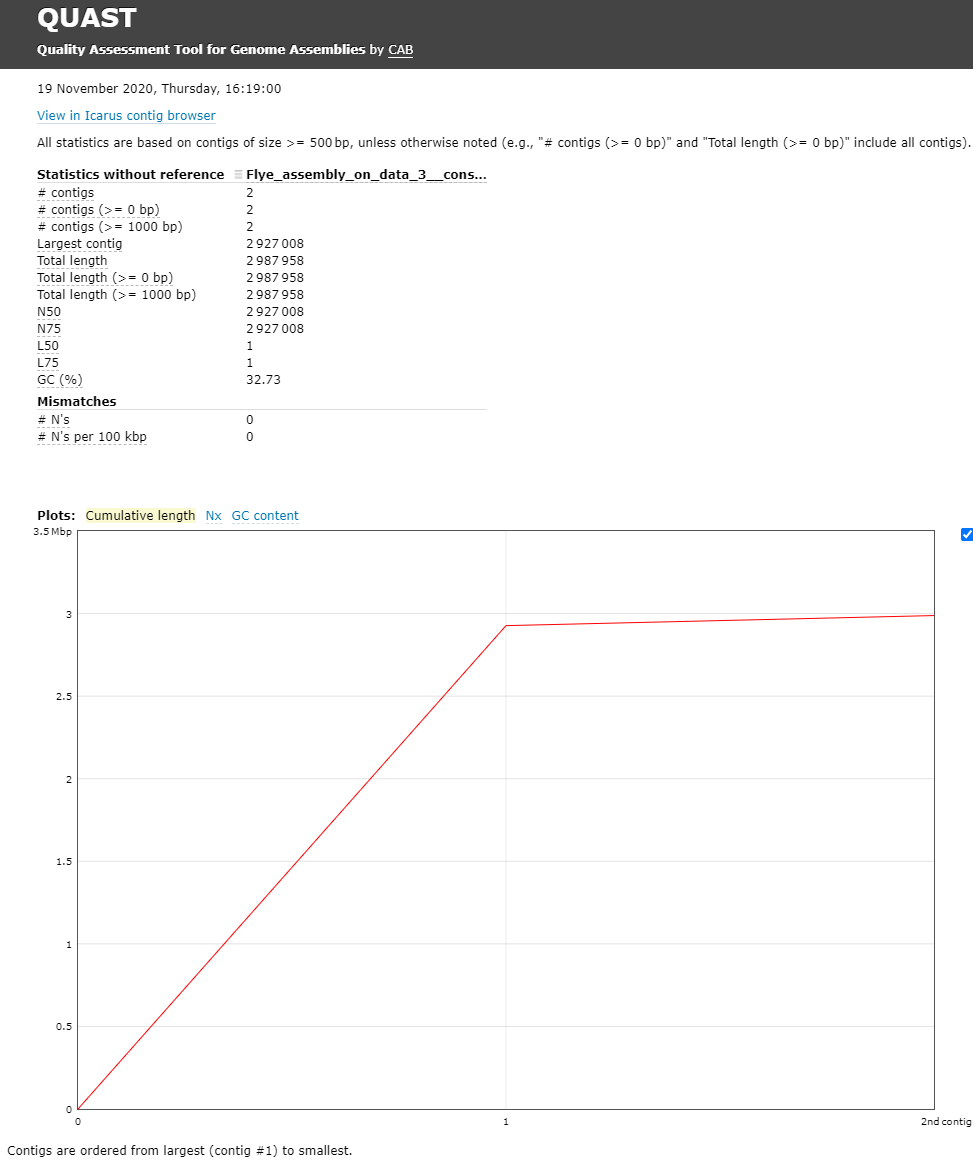 QUAST
Quality Assessment Tool for Genome Assemblies by CAB
19 November 2020, Thursday, 16:19:00
View in Icarus contig browser
All statistics are based on contigs of size >= 500 bp, unless otherwise noted (e.g., "# contigs (>= 0 bp)" and "Total length (>= 0 bp)" include all contigs).
Statistics without reference Flye_assembly_on_data_3__cons...
# contigs 2
# contigs (>= 0 bp) 2
# contigs (>= 1000 bp) 2
Largest contig 2 927 008
Total length 2 987 958
Total length (>= 0 bp) 2 987 958
Total length (>= 1000 bp) 2 987 958
N50 2 927 008
N75 2 927 008
L50 1
L75 1
GC (%) 32.73
Mismatches
# N's 0
# N's per 100 kbp 0
Plots: Cumulative length Nx GC content
3.5 Mbp
3
2.5
2
1.5
1
0.5
0
0 1 2nd contig
Contigs are ordered from largest (contig #1) to smallest.